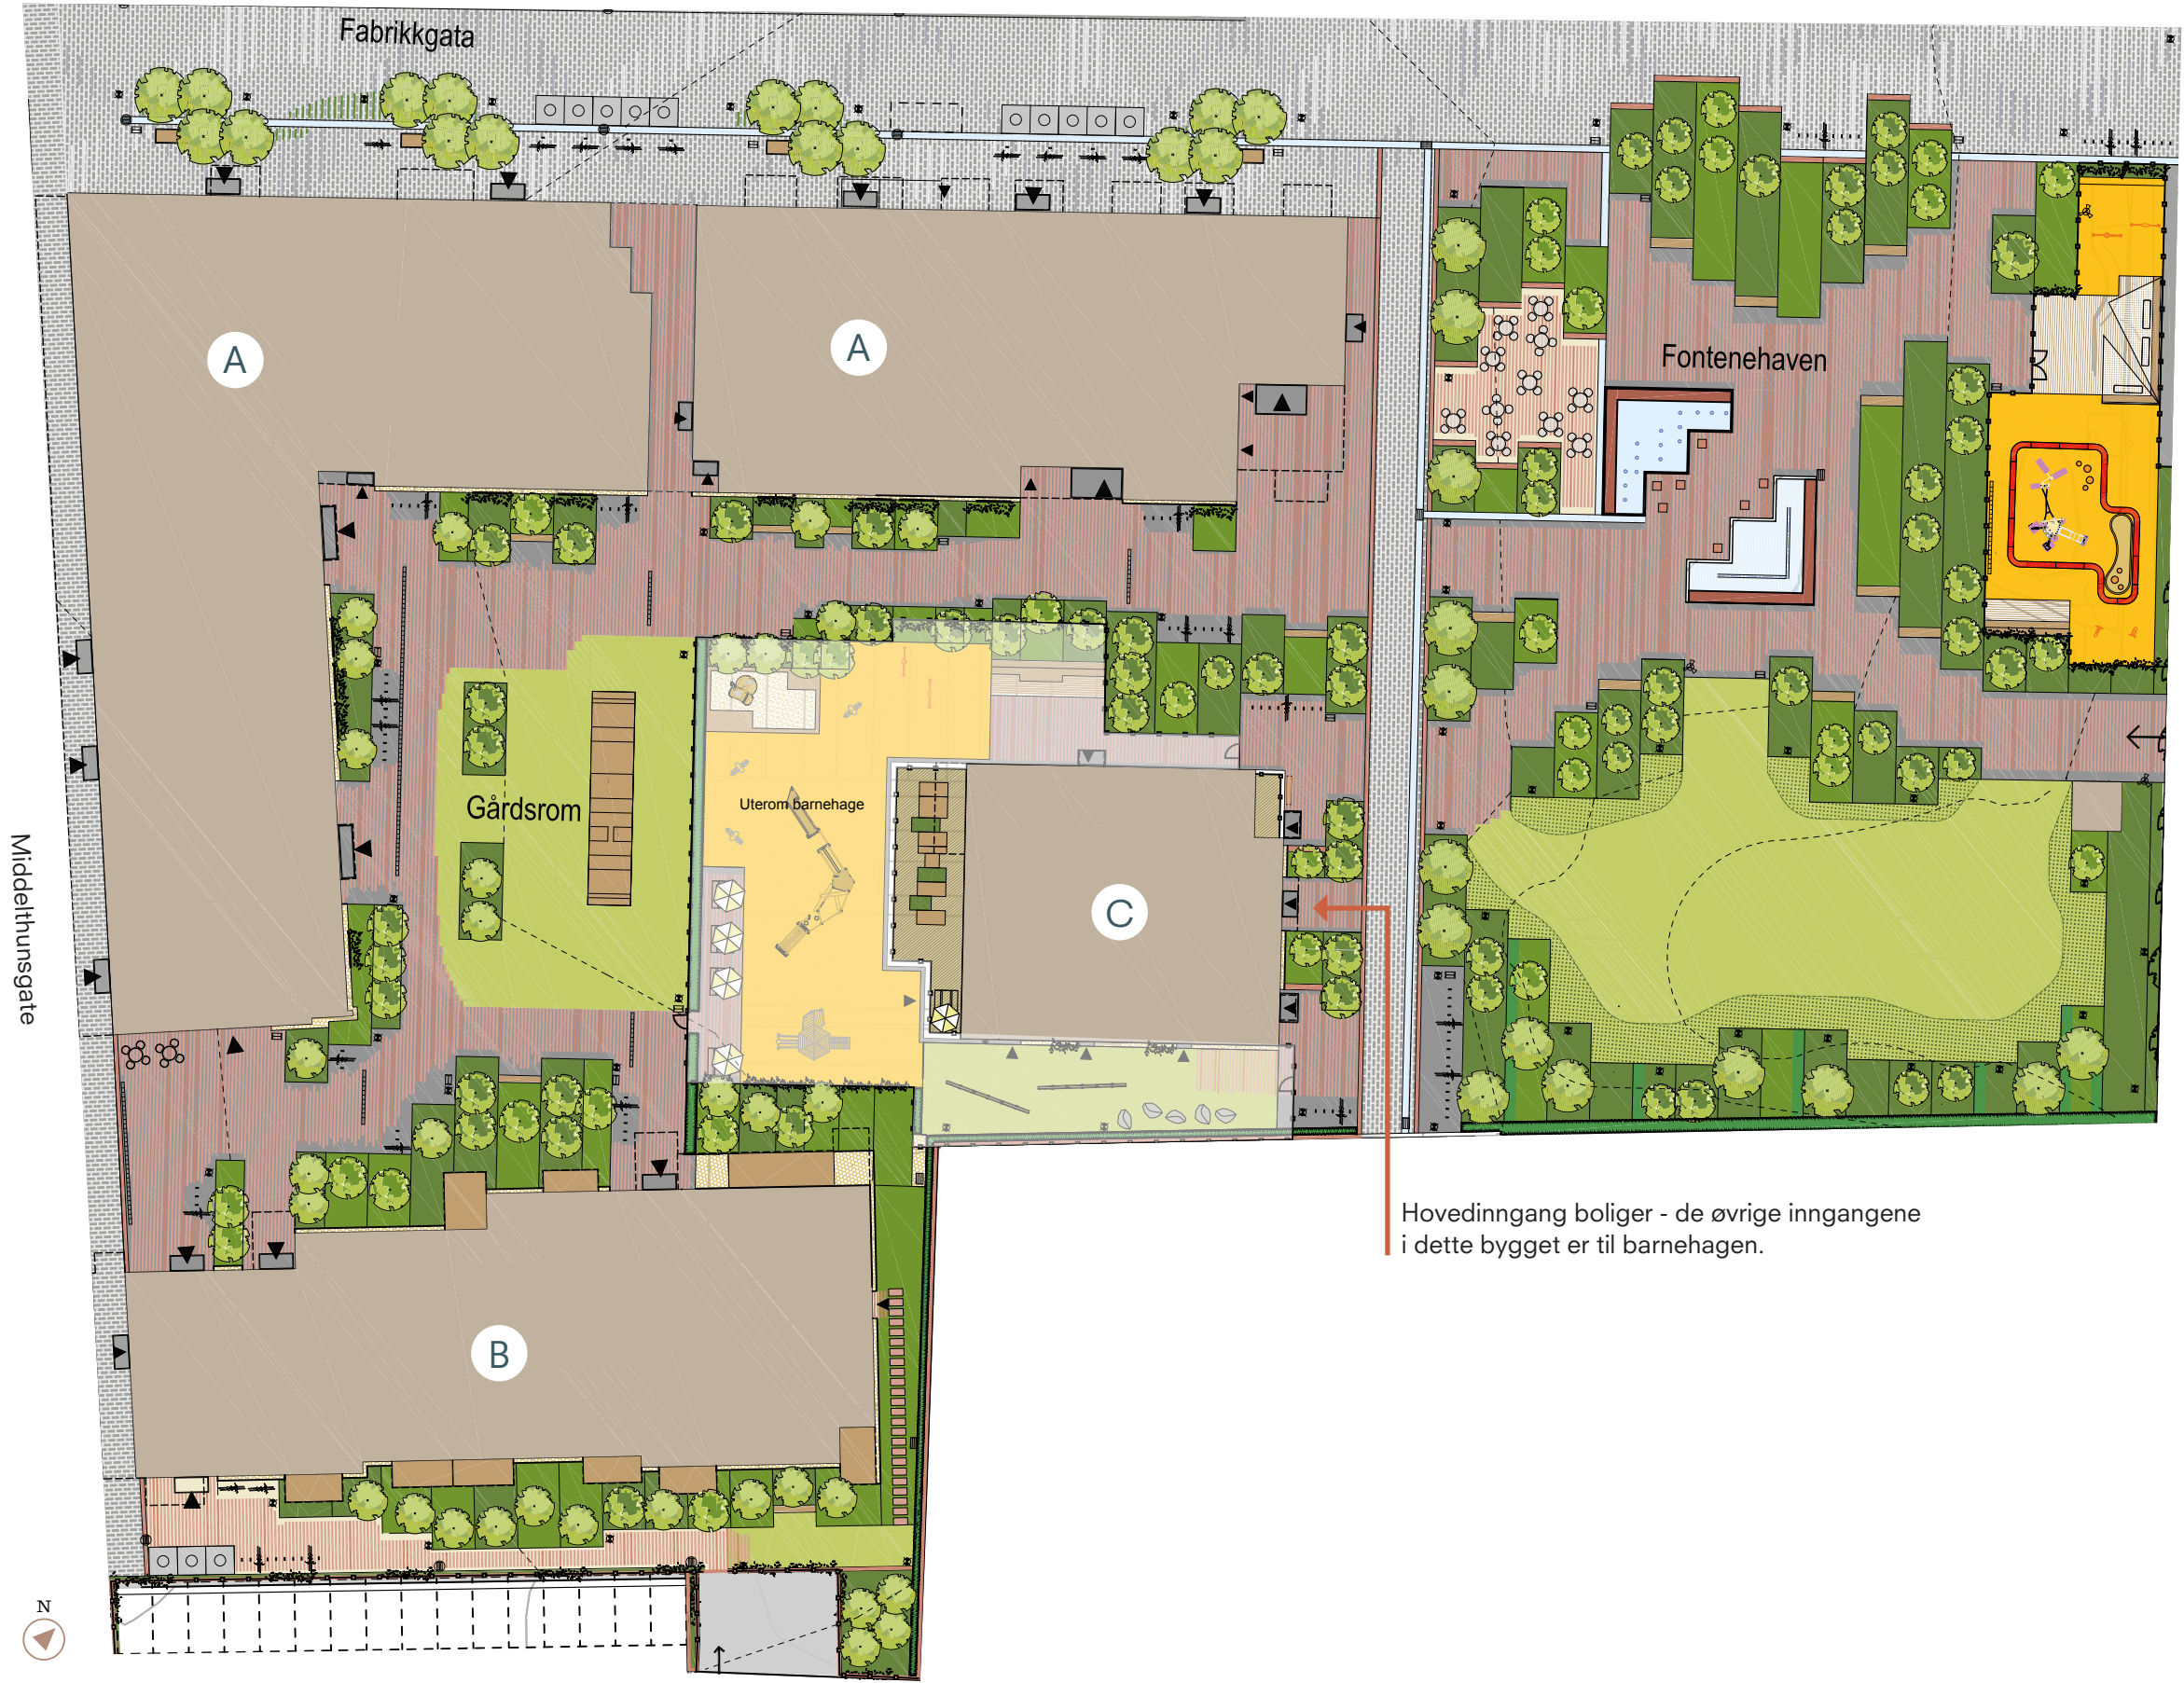 Fabrikkgata
A
A
Fontenehaven
Gårdsrom
Uterom barnehage
Middelthunsgate
C
Hovedinngang boliger - de øvrige inngangene
i dette bygget er til barnehagen.
B
N